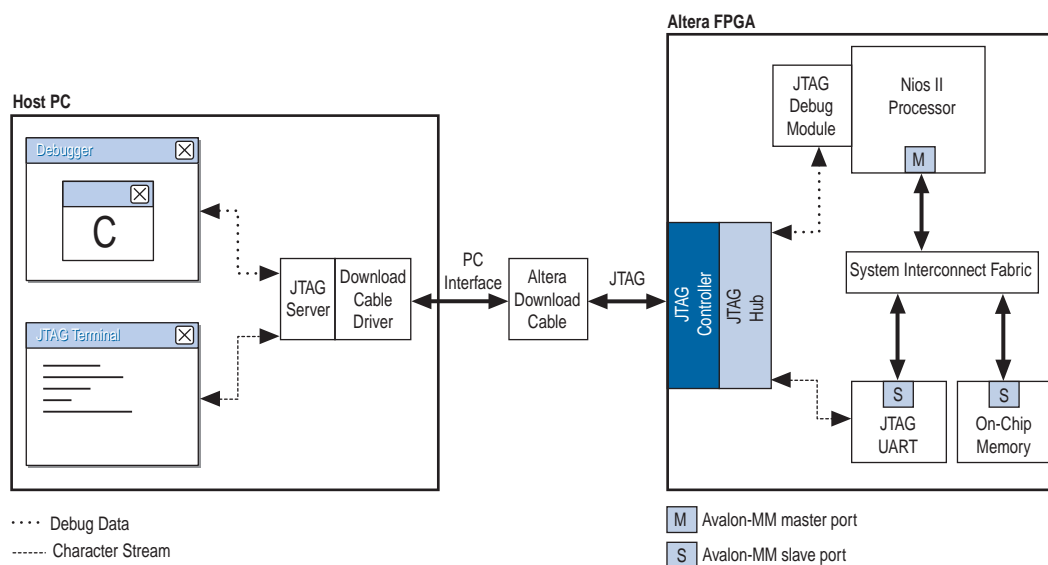 Altera FPGA
Host PC
Debugger
C
JTAG Terminal
JTAG
Server
Download
Cable
Driver
PC
Interface
Altera
Download
Cable
JTAG
JTAG
Controller
JTAG
Hub
JTAG
Debug
Module
Nios II
Processor
M
System Interconnect Fabric
S
JTAG
UART
S
On-Chip
Memory
Debug Data
Character Stream
M Avalon-MM master port
S Avalon-MM slave port